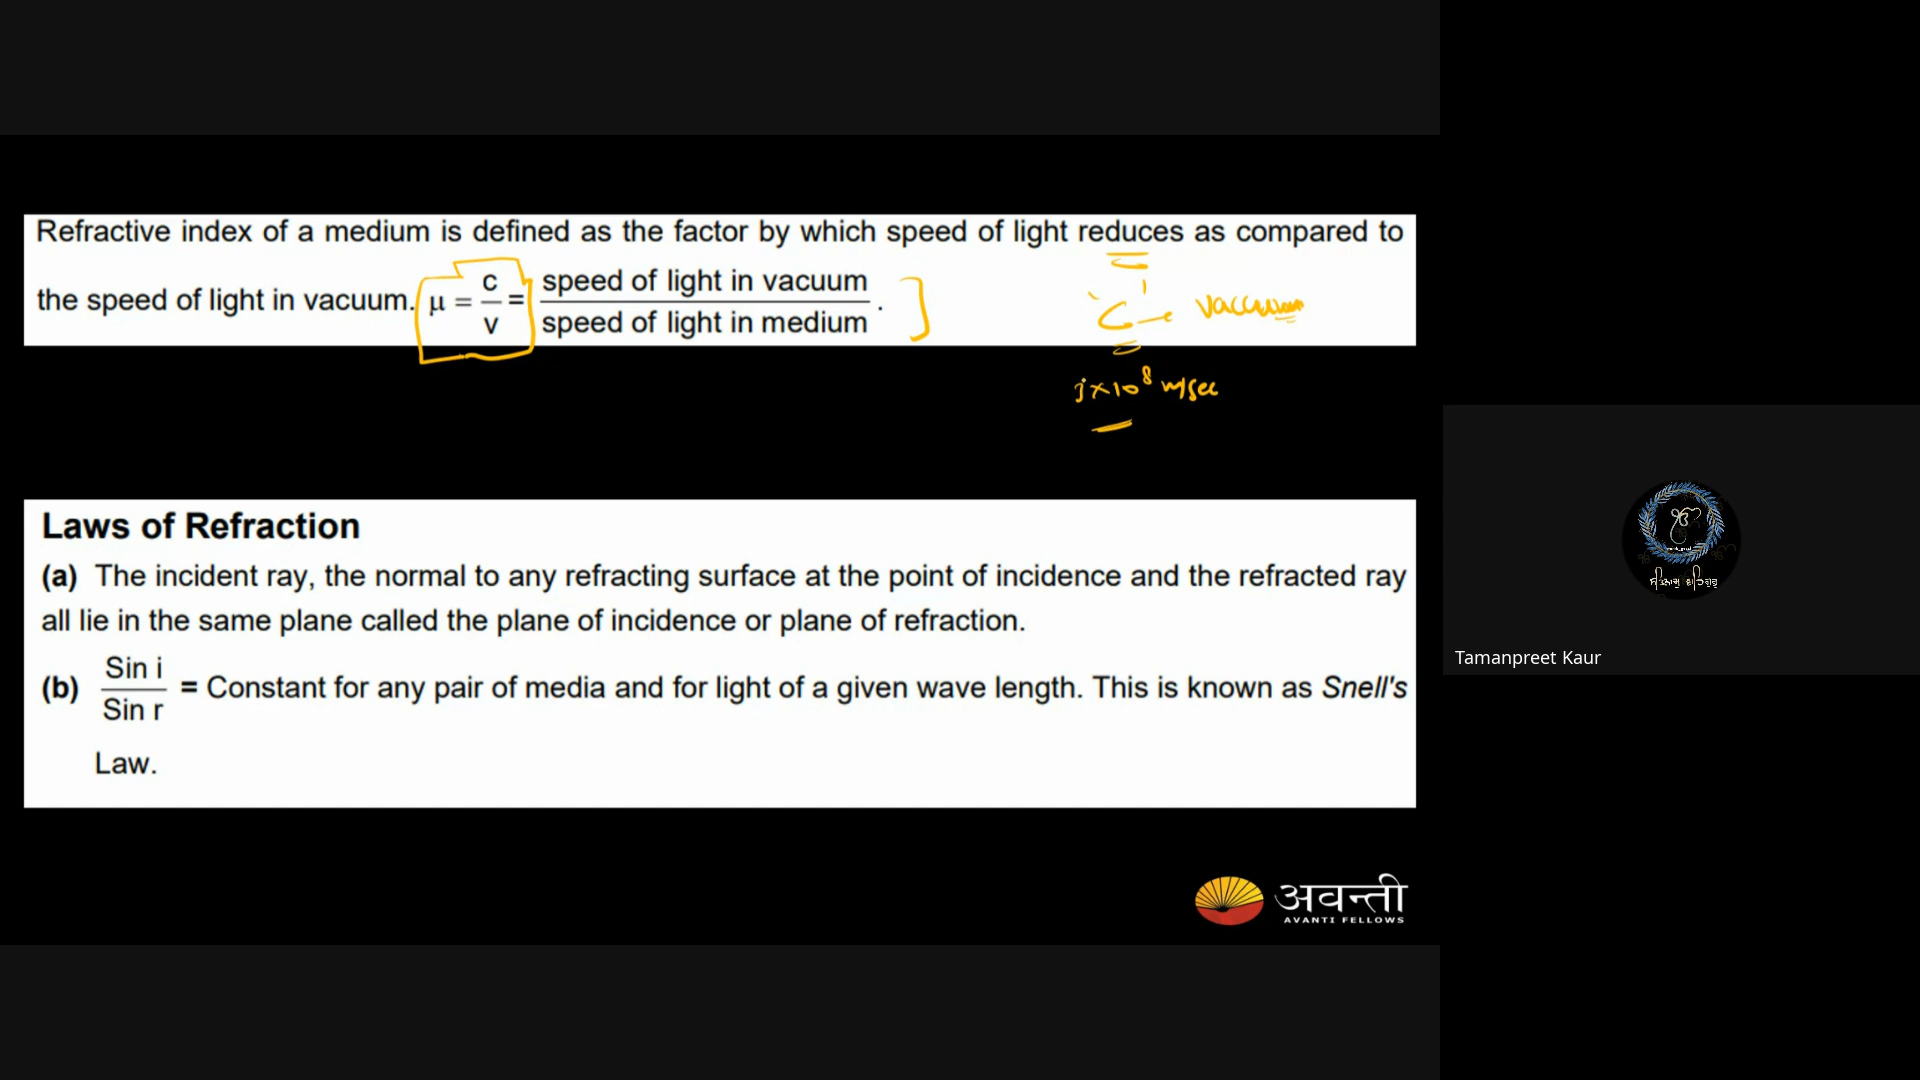 Refractive index of a medium is defined as the factor by which speed of light reduces as compared to
the speed of light in vacuum. μ = c/v = speed of light in vacuum / speed of light in medium .
'C' → vaccum
3×10⁸ m/sec
Laws of Refraction
(a) The incident ray, the normal to any refracting surface at the point of incidence and the refracted ray
all lie in the same plane called the plane of incidence or plane of refraction.
(b) Sin i / Sin r = Constant for any pair of media and for light of a given wave length. This is known as Snell's
Law.
Tamanpreet Kaur
अवन्ती
AVANTI FELLOWS